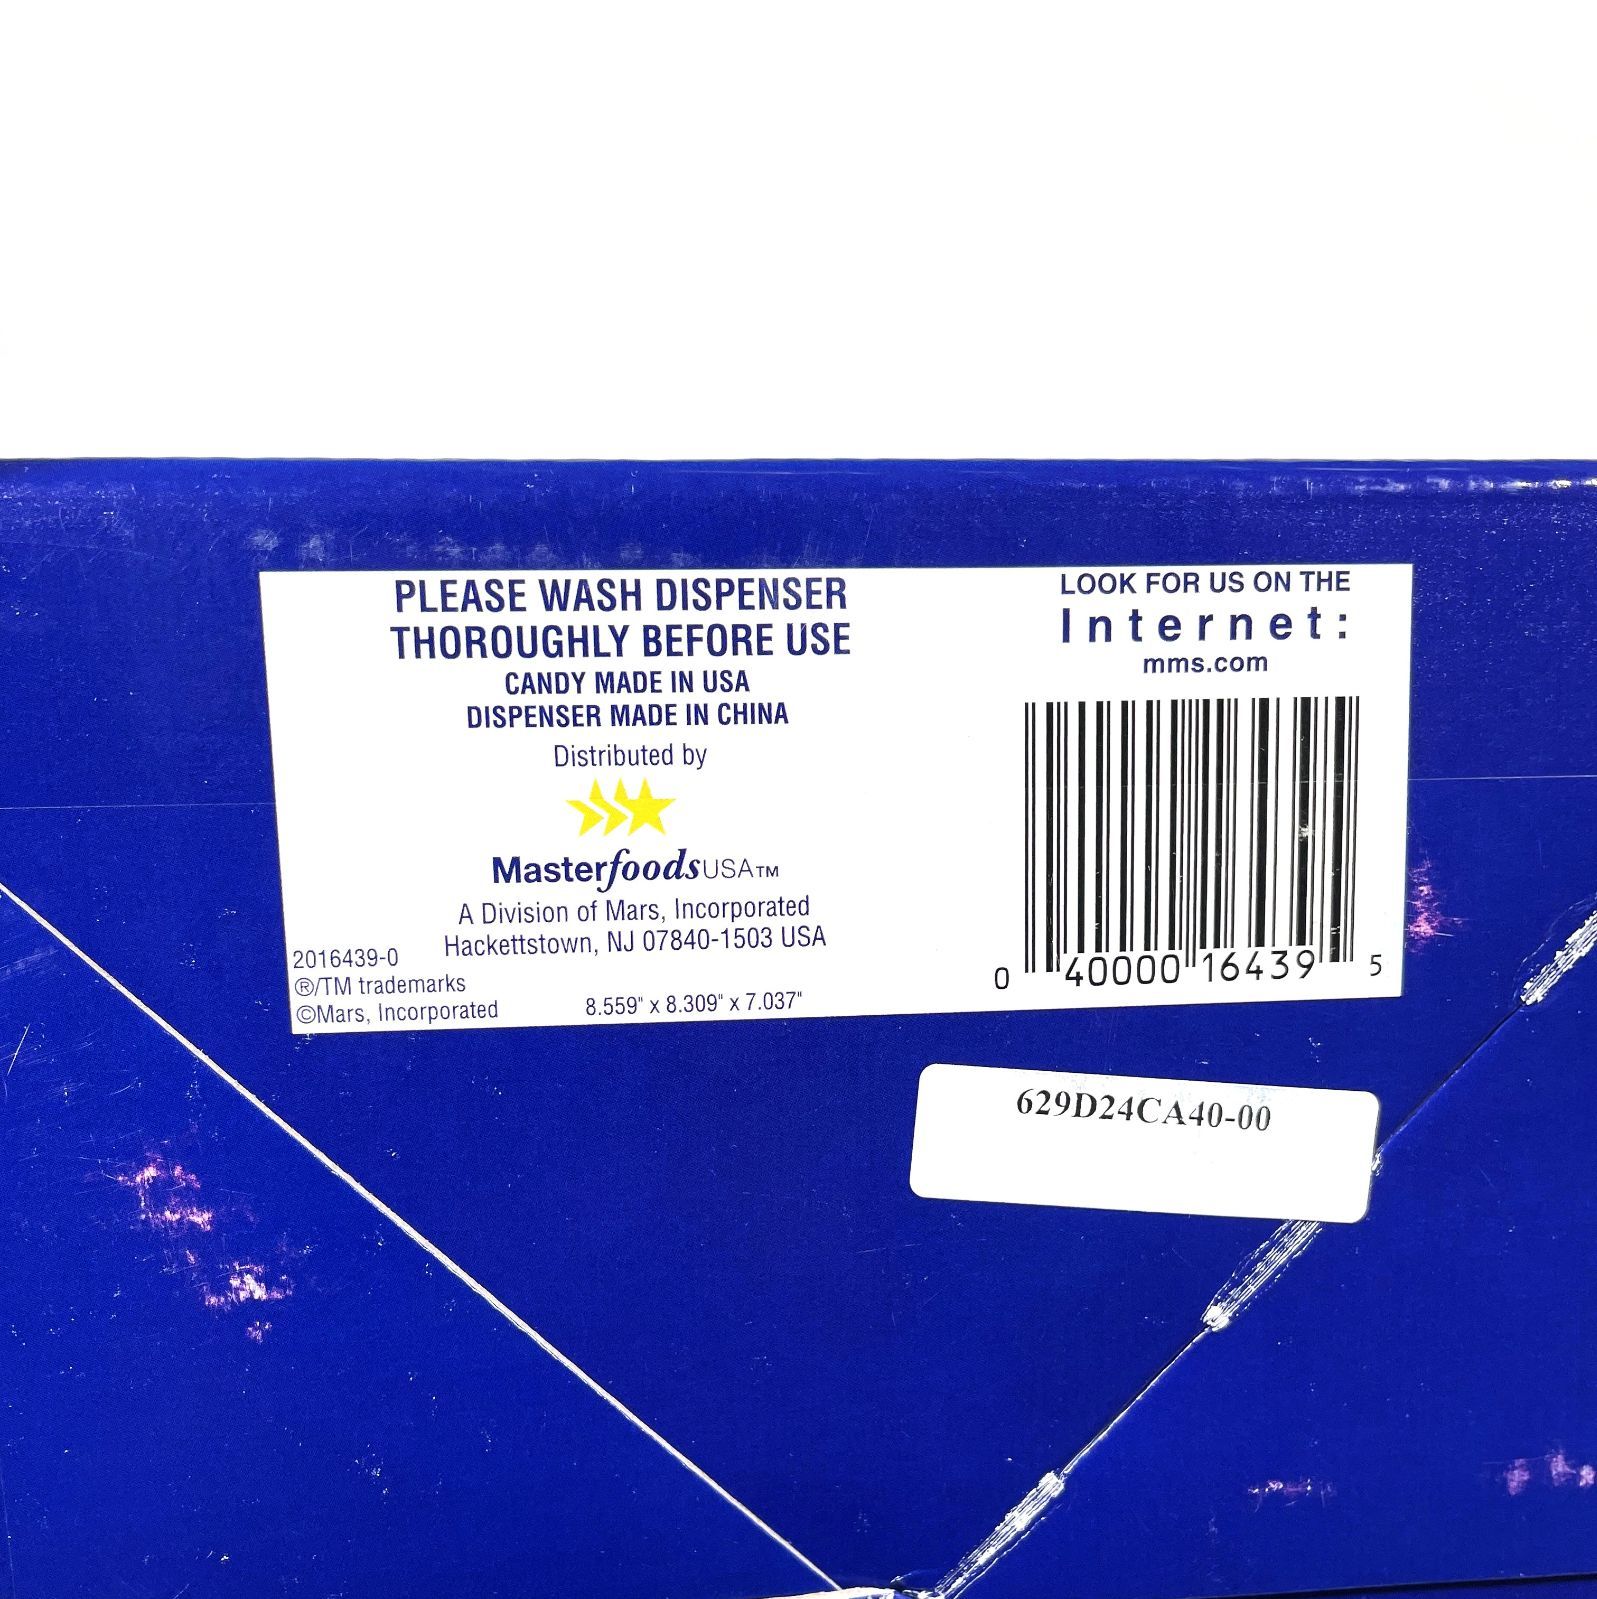 PLEASE WASH DISPENSER
THOROUGHLY BEFORE USE
CANDY MADE IN USA
DISPENSER MADE IN CHINA
Distributed by
MasterfoodsUSA™
A Division of Mars, Incorporated
Hackettstown, NJ 07840-1503 USA
2016439-0
®/TM trademarks
©Mars, Incorporated
8.559" x 8.309" x 7.037"
LOOK FOR US ON THE
Internet:
mms.com
0 40000 16439 5
629D24CA40-00